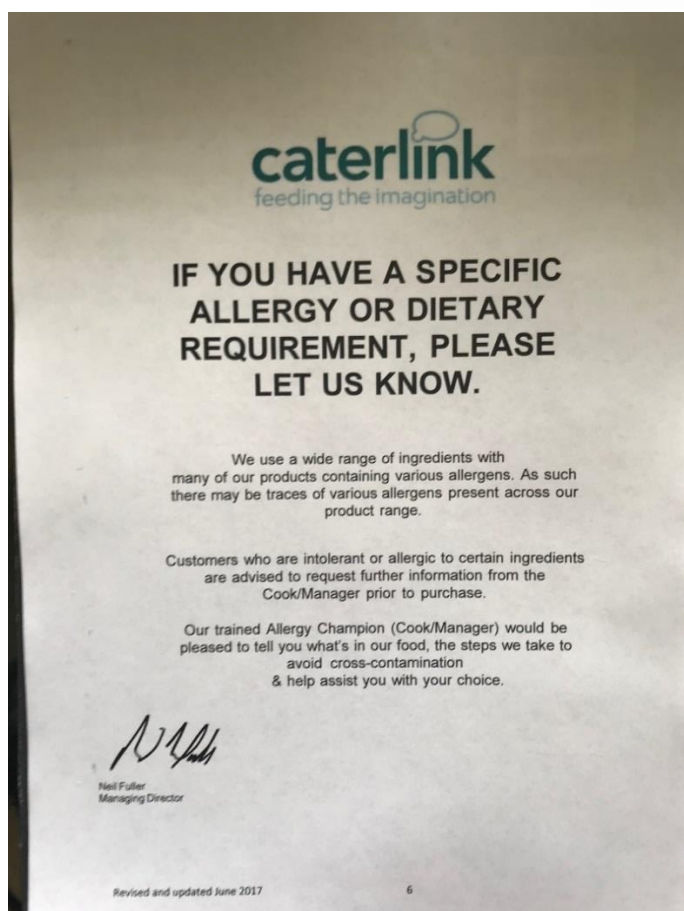 caterlink
feeding the imagination
IF YOU HAVE A SPECIFIC
ALLERGY OR DIETARY
REQUIREMENT, PLEASE
LET US KNOW.
We use a wide range of ingredients with
many of our products containing various allergens. As such
there may be traces of various allergens present across our
product range.
Customers who are intolerant or allergic to certain ingredients
are advised to request further information from the
Cook/Manager prior to purchase.
Our trained Allergy Champion (Cook/Manager) would be
pleased to tell you what's in our food, the steps we take to
avoid cross-contamination
& help assist you with your choice.
Neil Fuller
Managing Director
Revised and updated June 2017 6